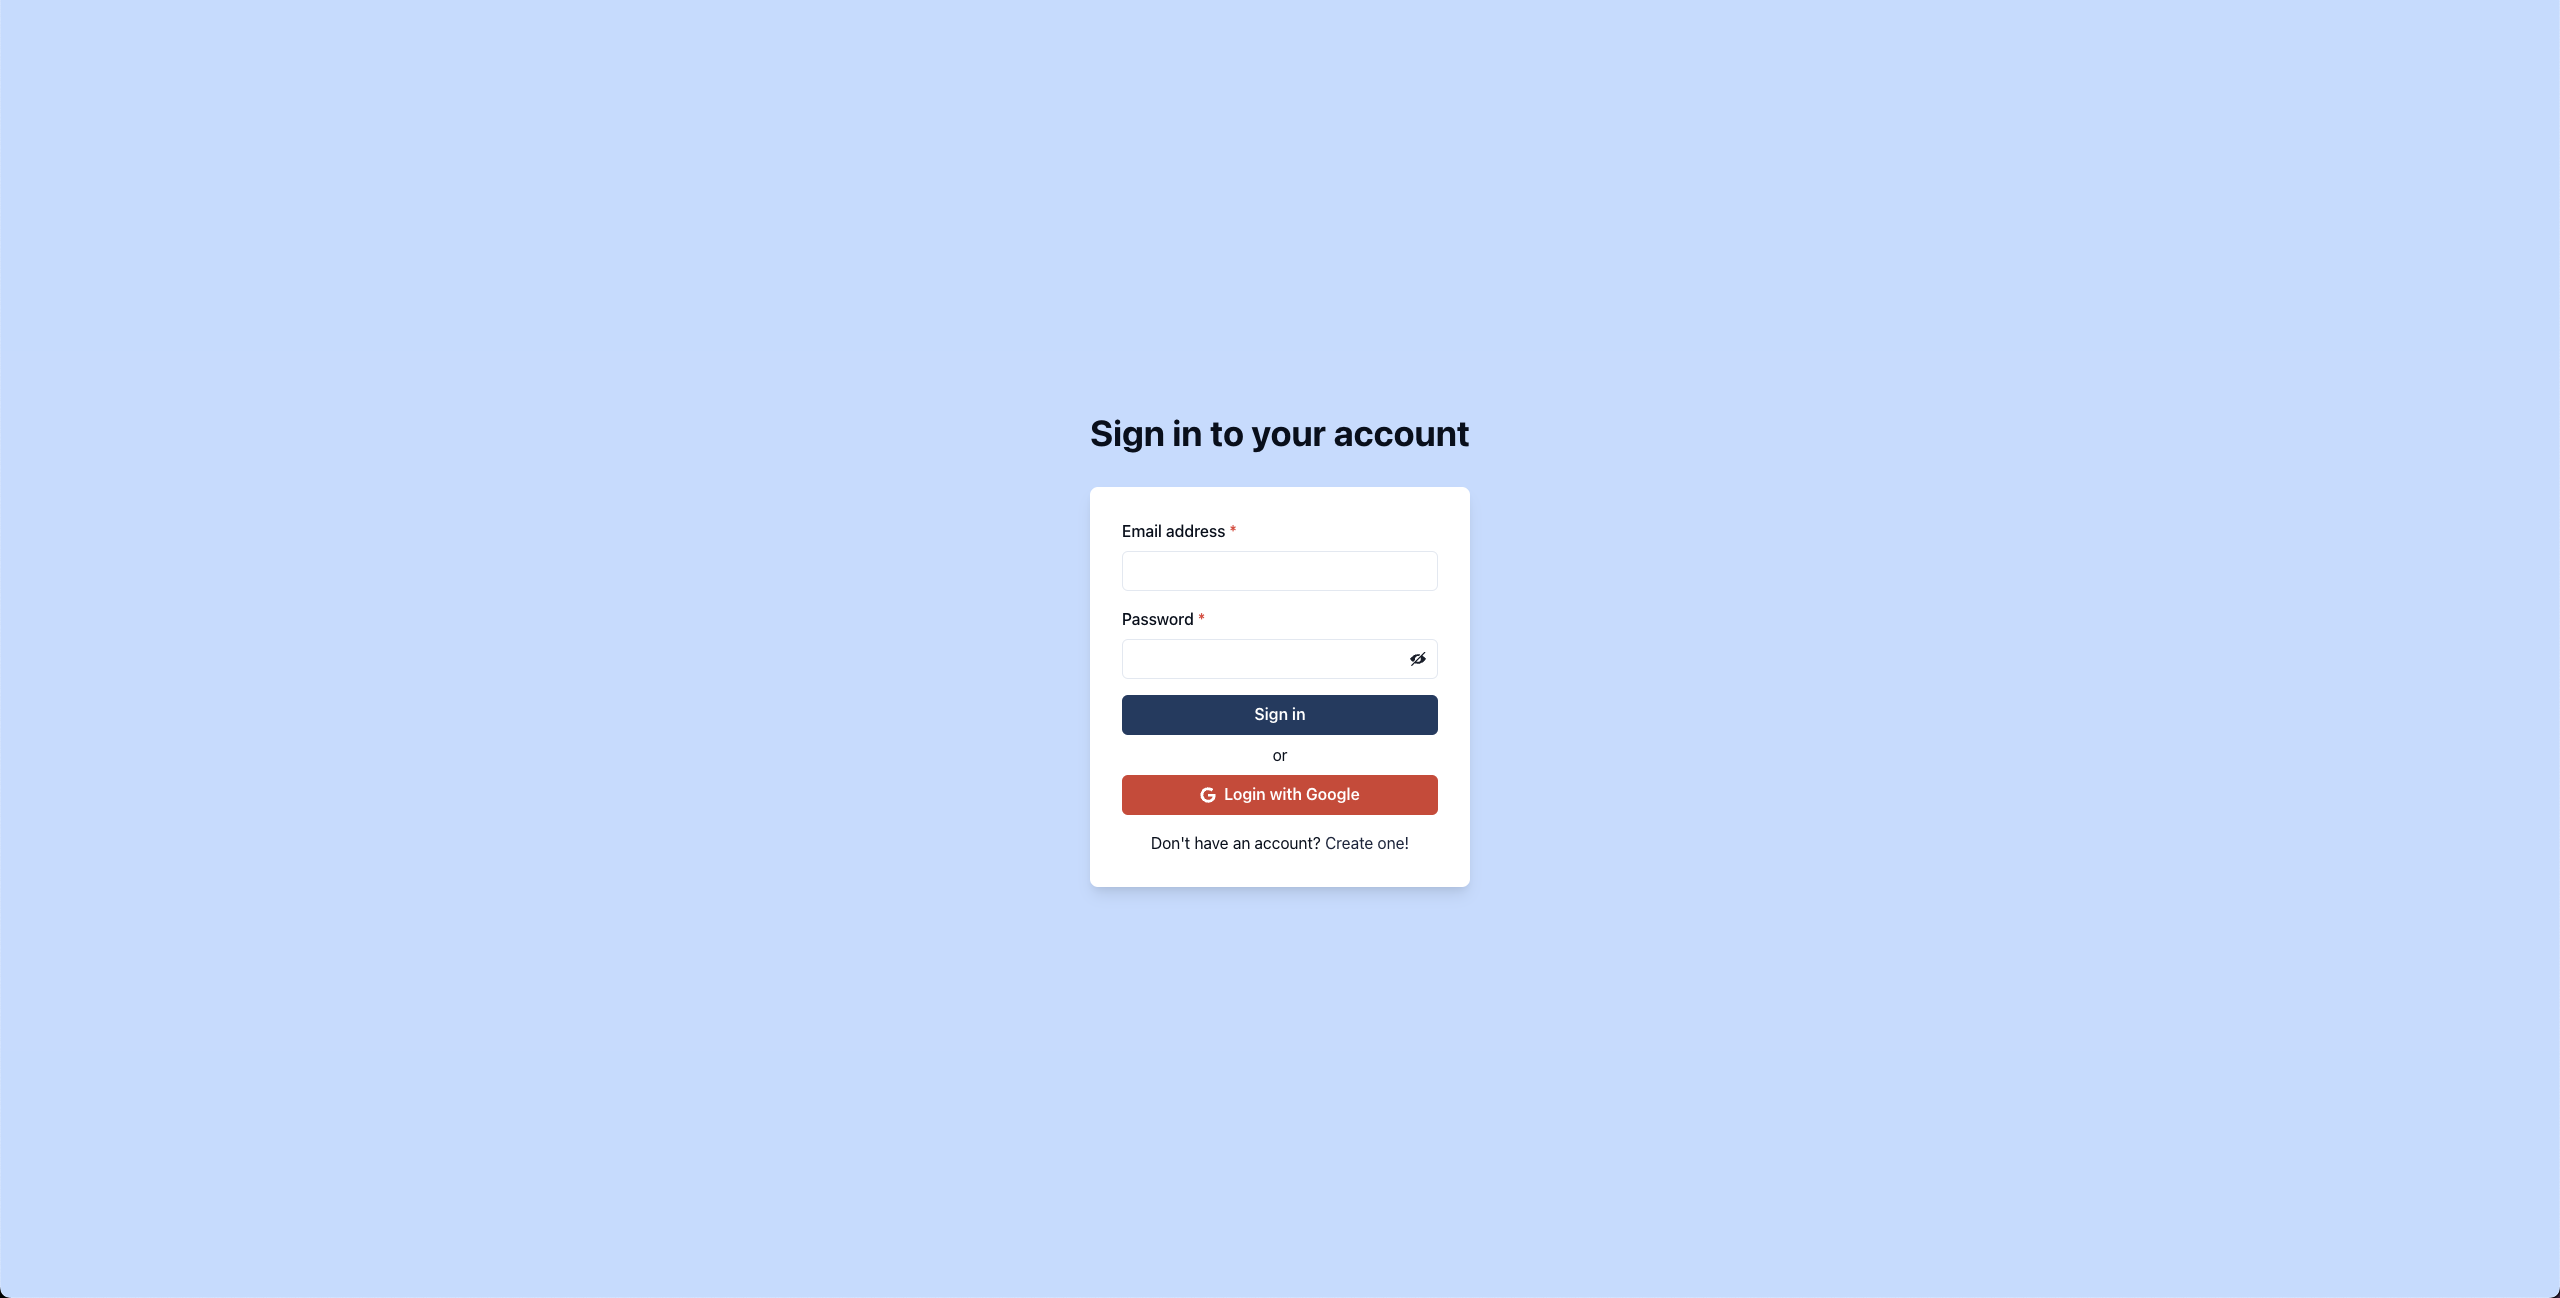 Sign in to your account
Email address *
Password *
Sign in
or
Login with Google
Don't have an account? Create one!